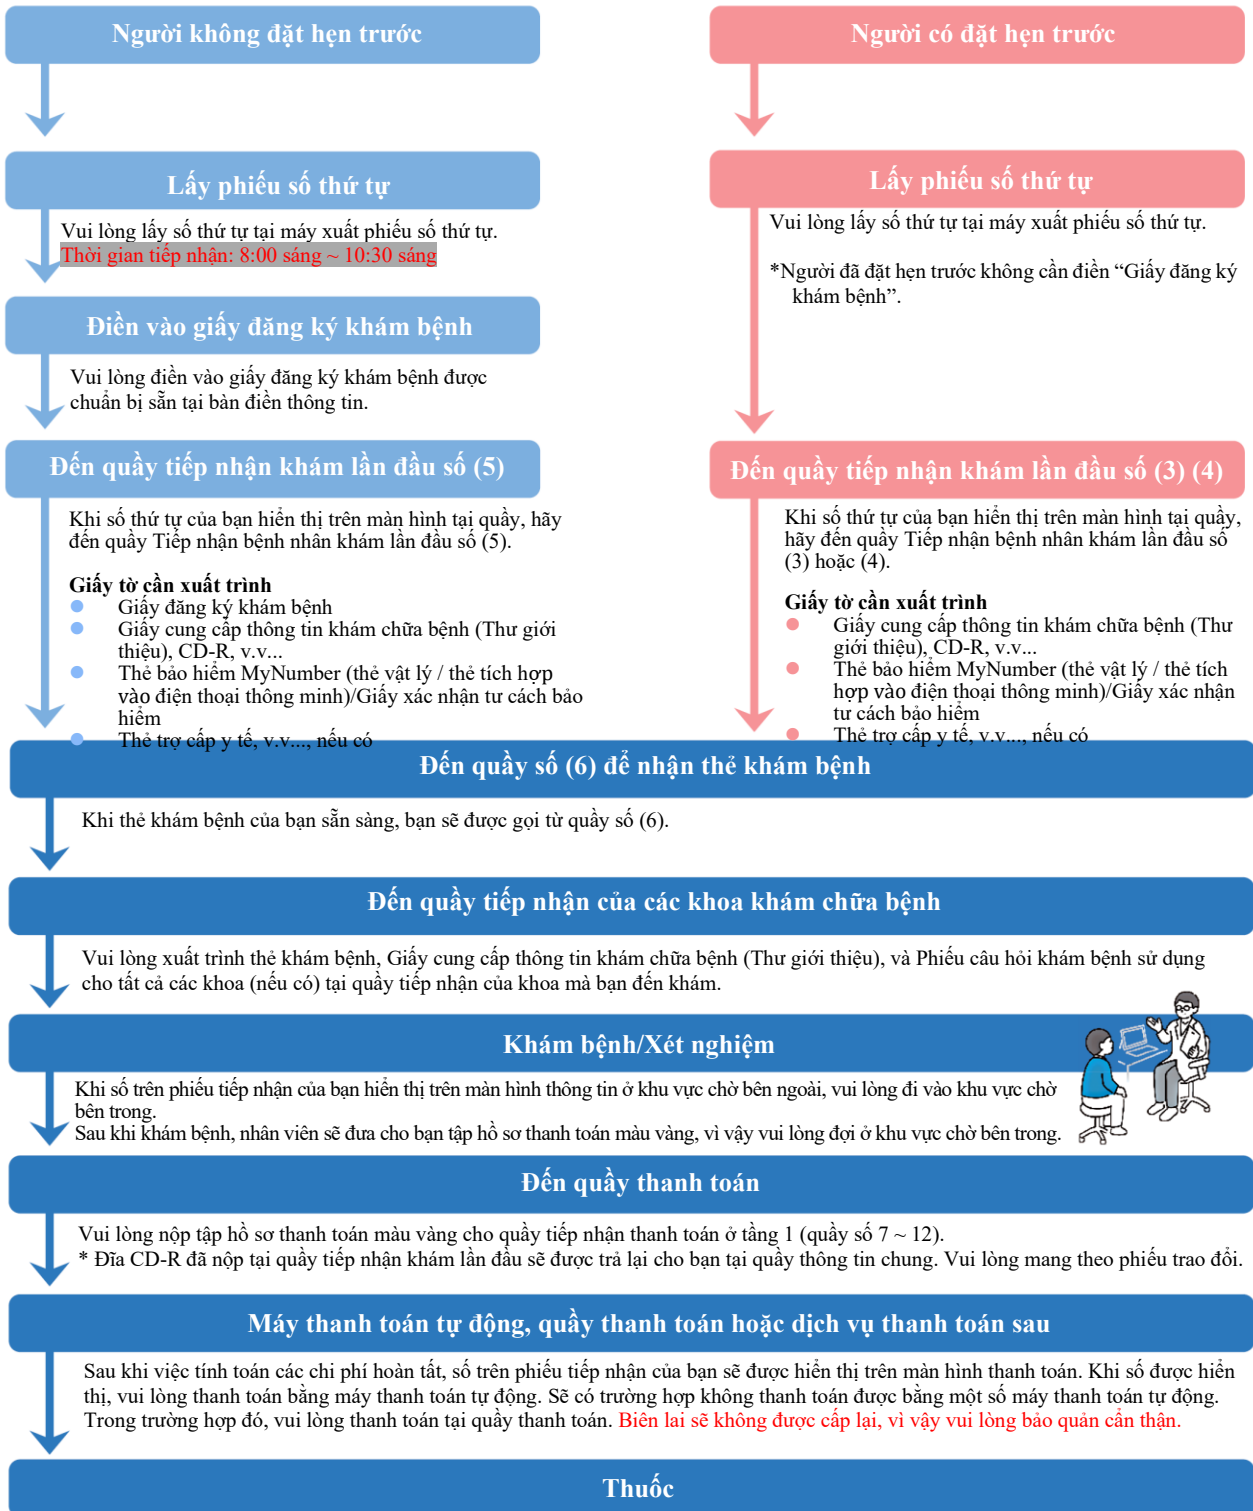 Người không đặt hẹn trước
Lấy phiếu số thứ tự
Vui lòng lấy số thứ tự tại máy xuất phiếu số thứ tự.
Thời gian tiếp nhận: 8:00 sáng ~ 10:30 sáng
Điền vào giấy đăng ký khám bệnh
Vui lòng điền vào giấy đăng ký khám bệnh được
chuẩn bị sẵn tại bàn điền thông tin.
Đến quầy tiếp nhận khám lần đầu số (5)
Khi số thứ tự của bạn hiển thị trên màn hình tại quầy, hãy
đến quầy Tiếp nhận bệnh nhân khám lần đầu số (5).
Giấy tờ cần xuất trình
● Giấy đăng ký khám bệnh
● Giấy cung cấp thông tin khám chữa bệnh (Thư giới
thiệu), CD-R, v.v...
● Thẻ bảo hiểm MyNumber (thẻ vật lý / thẻ tích hợp
vào điện thoại thông minh)/Giấy xác nhận tư cách bảo
hiểm
● Thẻ trợ cấp y tế, v.v..., nếu có
Người có đặt hẹn trước
Lấy phiếu số thứ tự
Vui lòng lấy số thứ tự tại máy xuất phiếu số thứ tự.
*Người đã đặt hẹn trước không cần điền “Giấy đăng ký
khám bệnh”.
Đến quầy tiếp nhận khám lần đầu số (3) (4)
Khi số thứ tự của bạn hiển thị trên màn hình tại quầy,
hãy đến quầy Tiếp nhận bệnh nhân khám lần đầu số
(3) hoặc (4).
Giấy tờ cần xuất trình
● Giấy cung cấp thông tin khám chữa bệnh (Thư
giới thiệu), CD-R, v.v...
● Thẻ bảo hiểm MyNumber (thẻ vật lý / thẻ tích
hợp vào điện thoại thông minh)/Giấy xác nhận
tư cách bảo hiểm
● Thẻ trợ cấp y tế, v.v..., nếu có
Đến quầy số (6) để nhận thẻ khám bệnh
Khi thẻ khám bệnh của bạn sẵn sàng, bạn sẽ được gọi từ quầy số (6).
Đến quầy tiếp nhận của các khoa khám chữa bệnh
Vui lòng xuất trình thẻ khám bệnh, Giấy cung cấp thông tin khám chữa bệnh (Thư giới thiệu), và Phiếu câu hỏi khám bệnh sử dụng
cho tất cả các khoa (nếu có) tại quầy tiếp nhận của khoa mà bạn đến khám.
Khám bệnh/Xét nghiệm
Khi số trên phiếu tiếp nhận của bạn hiển thị trên màn hình thông tin ở khu vực chờ bên ngoài, vui lòng đi vào khu vực chờ
bên trong.
Sau khi khám bệnh, nhân viên sẽ đưa cho bạn tập hồ sơ thanh toán màu vàng, vì vậy vui lòng đợi ở khu vực chờ bên trong.
Đến quầy thanh toán
Vui lòng nộp tập hồ sơ thanh toán màu vàng cho quầy tiếp nhận thanh toán ở tầng 1 (quầy số 7 ~ 12).
* Đĩa CD-R đã nộp tại quầy tiếp nhận khám lần đầu sẽ được trả lại cho bạn tại quầy thông tin chung. Vui lòng mang theo phiếu trao đổi.
Máy thanh toán tự động, quầy thanh toán hoặc dịch vụ thanh toán sau
Sau khi việc tính toán các chi phí hoàn tất, số trên phiếu tiếp nhận của bạn sẽ được hiển thị trên màn hình thanh toán. Khi số được hiển
thị, vui lòng thanh toán bằng máy thanh toán tự động. Sẽ có trường hợp không thanh toán được bằng một số máy thanh toán tự động.
Trong trường hợp đó, vui lòng thanh toán tại quầy thanh toán. Biên lai sẽ không được cấp lại, vì vậy vui lòng bảo quản cẩn thận.
Thuốc